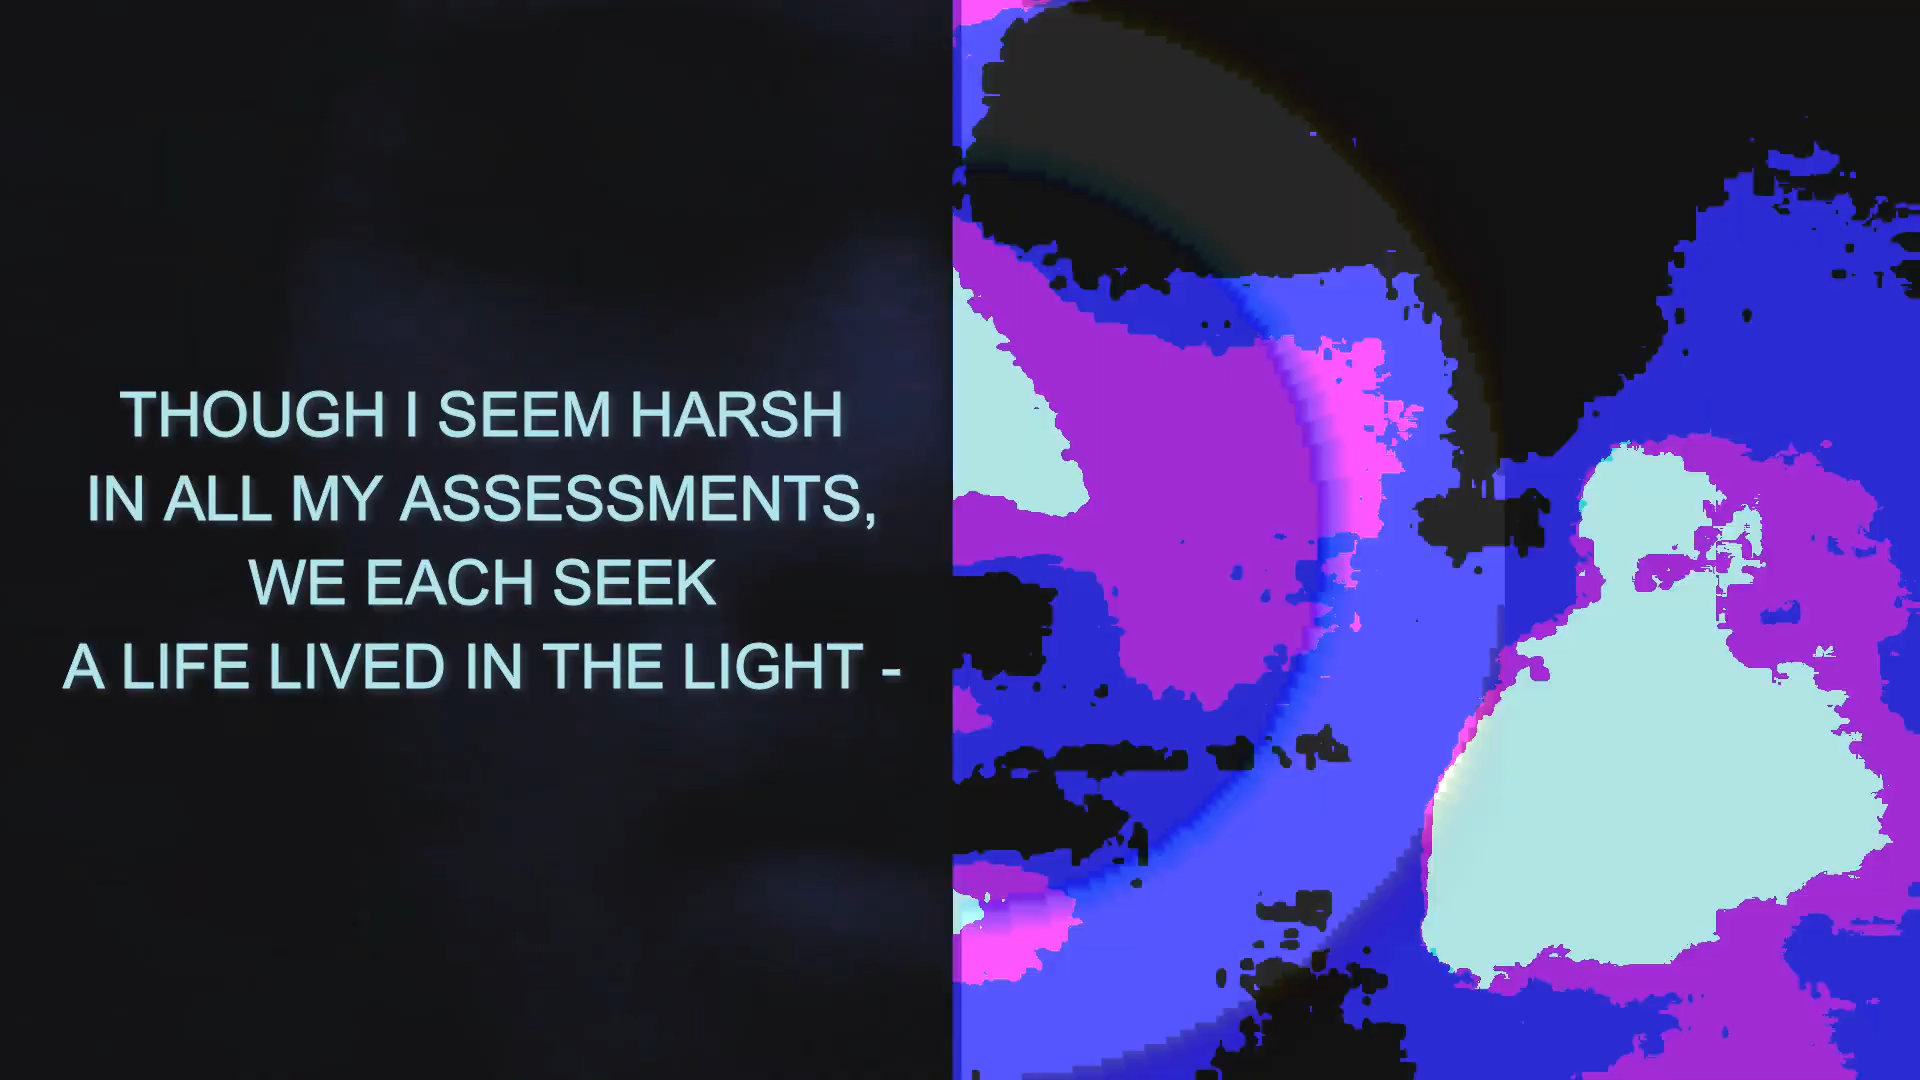 THOUGH I SEEM HARSH
IN ALL MY ASSESSMENTS,
WE EACH SEEK
A LIFE LIVED IN THE LIGHT -